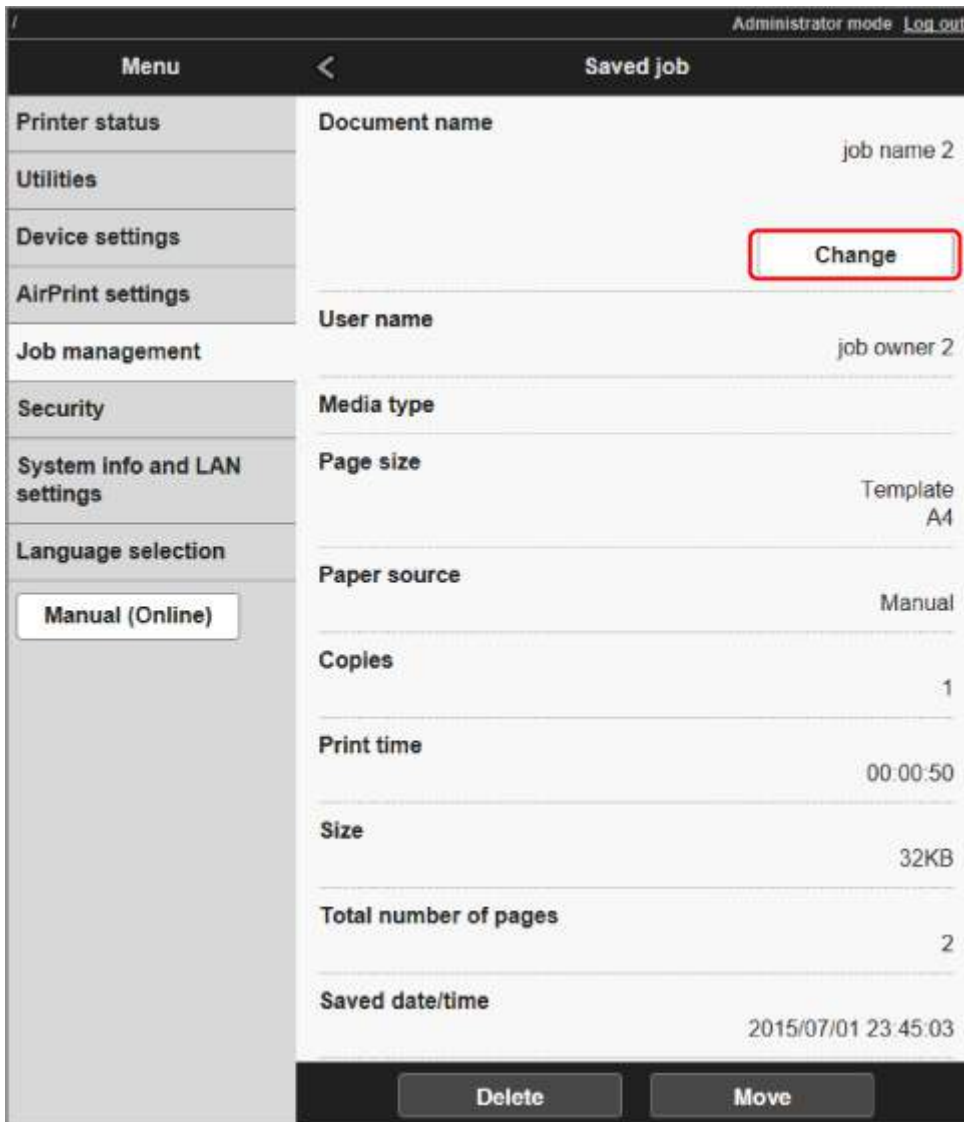 /
Administrator mode Log out
Menu
<
Saved job
Printer status
Utilities
Device settings
AirPrint settings
Job management
Security
System info and LAN
settings
Language selection
Manual (Online)
Document name
job name 2
Change
User name
job owner 2
Media type
Page size
Template
A4
Paper source
Manual
Copies
1
Print time
00:00:50
Size
32KB
Total number of pages
2
Saved date/time
2015/07/01 23:45:03
Delete
Move